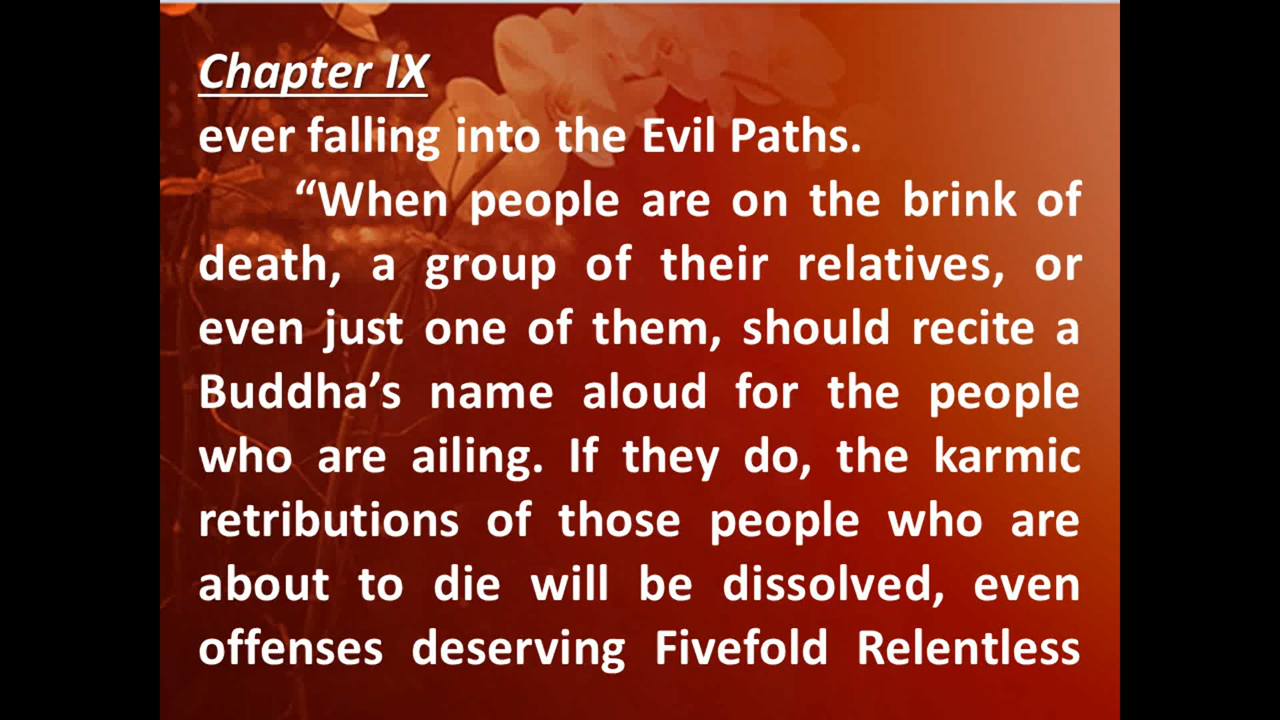 Chapter IX
ever falling into the Evil Paths.
“When people are on the brink of
death, a group of their relatives, or
even just one of them, should recite a
Buddha’s name aloud for the people
who are ailing. If they do, the karmic
retributions of those people who are
about to die will be dissolved, even
offenses deserving Fivefold Relentless